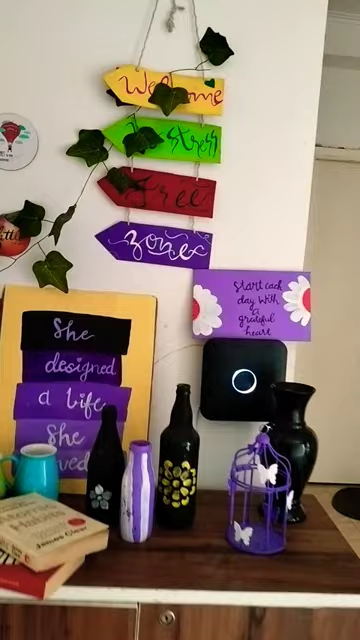 Welcome
stress
free
zone
Start each
day with
a
grateful
heart
She
designed
a life
She
James Clear